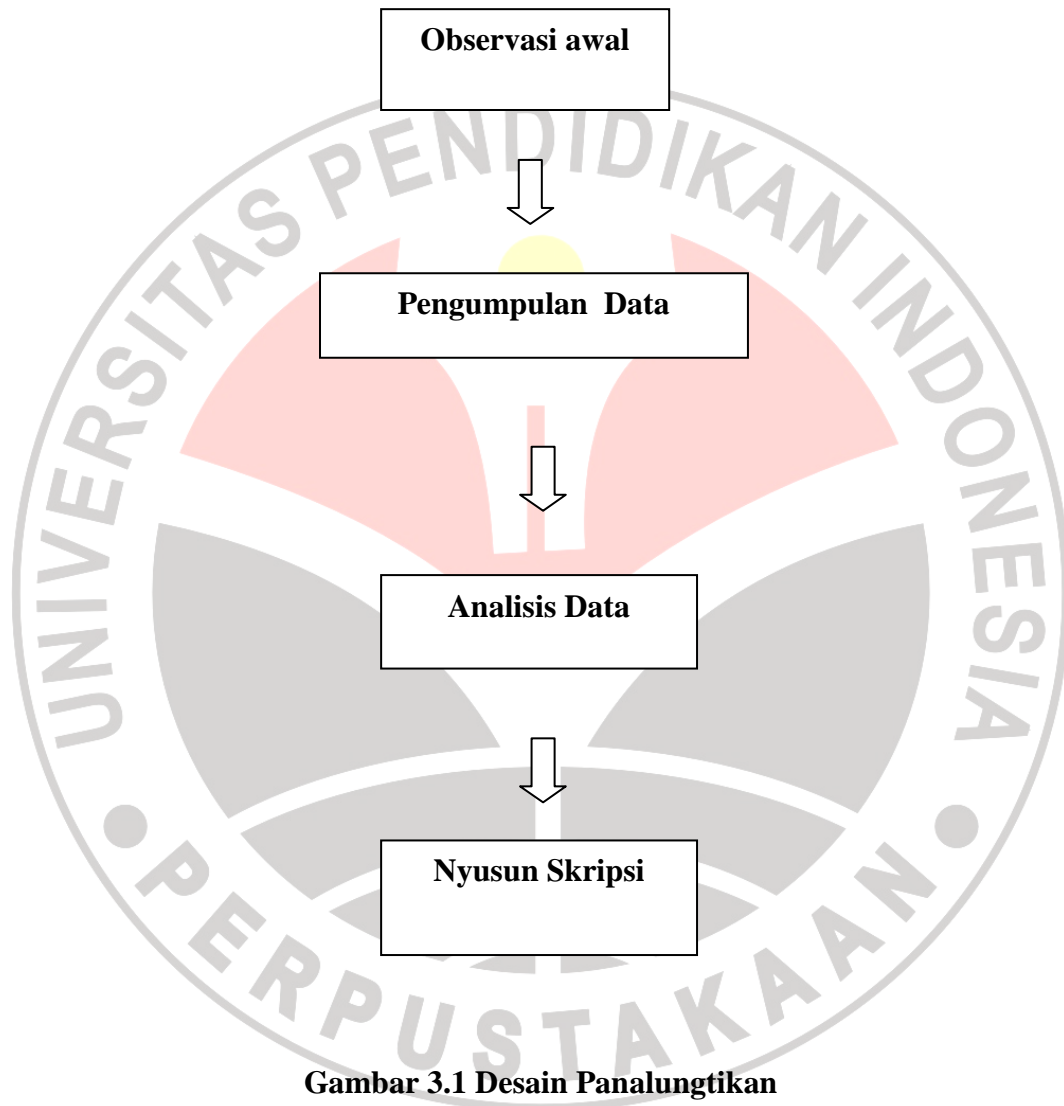 Observasi awal
UNIVERSITAS PENDIDIKAN INDONESIA
Pengumpulan Data
Analisis Data
Nyusun Skripsi
PERPUSTAKAAN
Gambar 3.1 Desain Panalungtikan